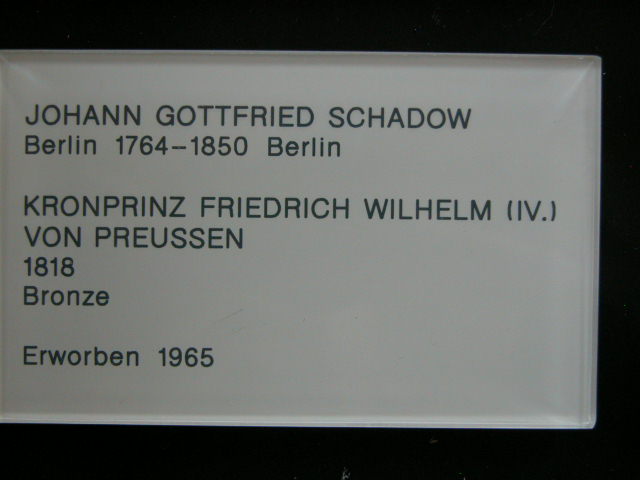 JOHANN GOTTFRIED SCHADOW
Berlin 1764–1850 Berlin
KRONPRINZ FRIEDRICH WILHELM (IV.)
VON PREUSSEN
1818
Bronze
Erworben 1965